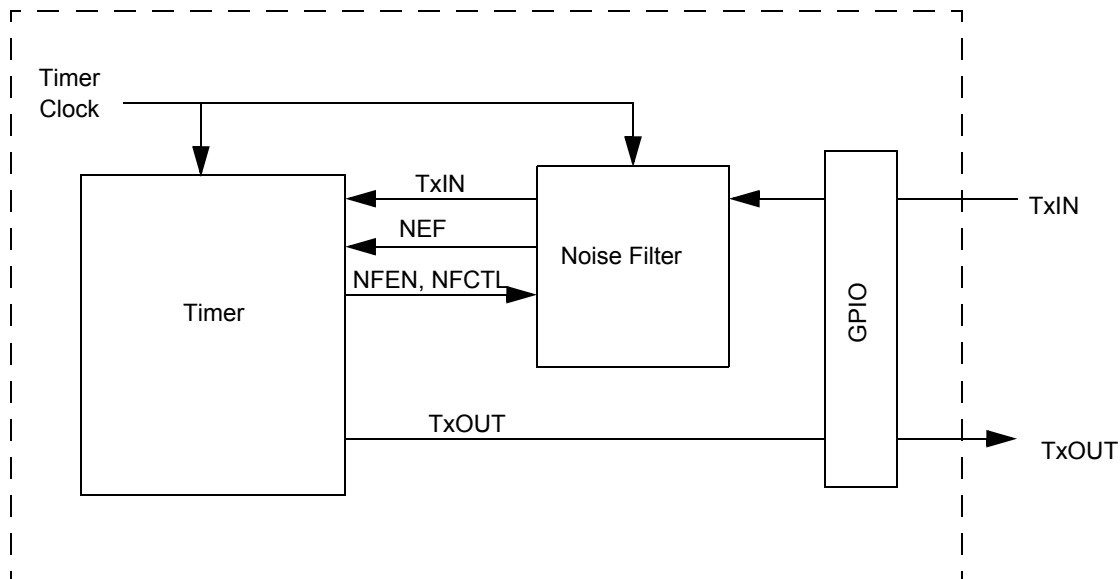 Timer
Clock
TxIN
TxIN
NEF
Noise Filter
NFEN, NFCTL
Timer
GPIO
TxOUT
TxOUT